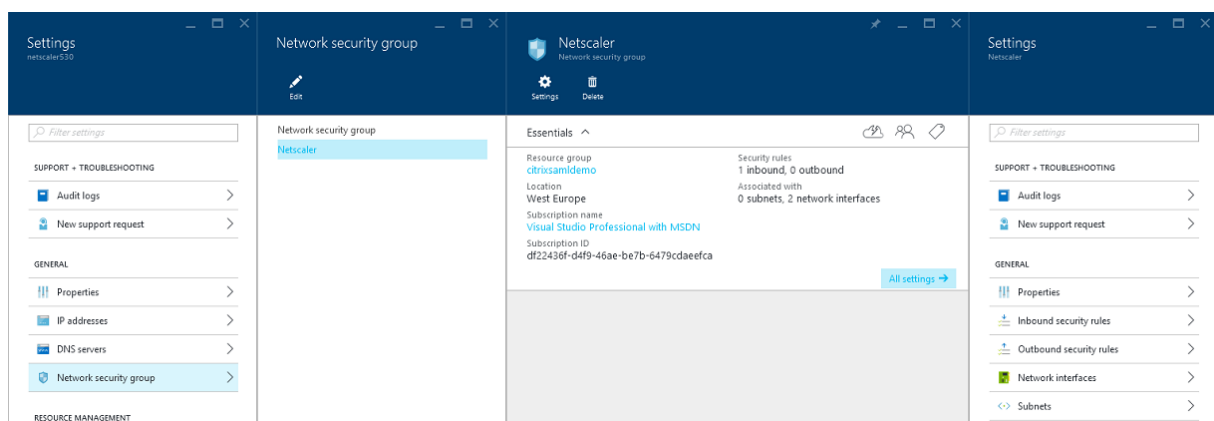 Settings
netscaler530
Filter settings
SUPPORT + TROUBLESHOOTING
Audit logs
New support request
GENERAL
Properties
IP addresses
DNS servers
Network security group
RESOURCE MANAGEMENT
Network security group
Edit
Network security group
Netscaler
Netscaler
Network security group
Settings
Delete
Essentials
Resource group
citrixsamldemo
Location
West Europe
Subscription name
Visual Studio Professional with MSDN
Subscription ID
df22436f-d4f9-46ae-be7b-6479cdaeefca
Security rules
1 inbound, 0 outbound
Associated with
0 subnets, 2 network interfaces
All settings
Settings
Netscaler
Filter settings
SUPPORT + TROUBLESHOOTING
Audit logs
New support request
GENERAL
Properties
Inbound security rules
Outbound security rules
Network interfaces
Subnets